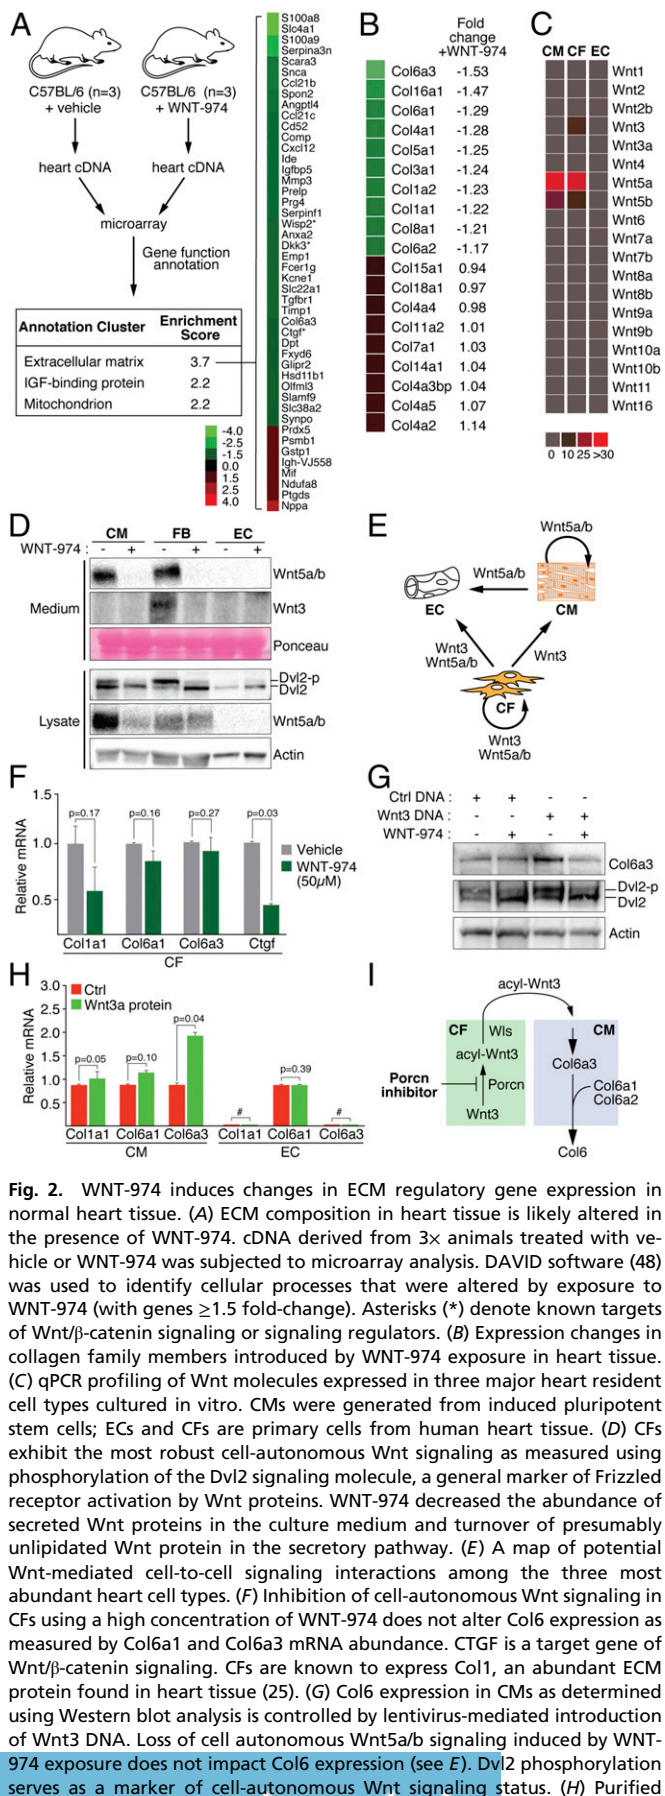 A
C57BL/6 (n=3)
+ vehicle
C57BL/6 (n=3)
+ WNT-974
heart cDNA
heart cDNA
microarray
Gene function
annotation
Annotation Cluster
Enrichment
Score
Extracellular matrix 3.7
IGF-binding protein 2.2
Mitochondrion 2.2
-4.0
-2.5
-1.5
0.0
1.5
2.5
4.0
S100a8
Slc4a1
S100a9
Serpina3n
Scara3
Snca
Ccl21b
Spon2
Angptl4
Ccl21c
Cd52
Comp
Cxcl12
Ide
Igfbp5
Mmp3
Prelp
Prg4
Serpinf1
Wisp2*
Anxa2
Dkk3*
Emp1
Fcer1g
Kcne1
Slc22a1
Tgfbr1
Timp1
Col6a3
Ctgf*
Dpt
Fxyd6
Glipr2
Hsd11b1
Olfml3
Slamf9
Slc38a2
Synpo
Prdx5
Psmb1
Gstp1
Igh-VJ558
Mif
Ndufa8
Ptgds
Nppa
B
Fold
change
+WNT-974
Col6a3 -1.53
Col16a1 -1.47
Col6a1 -1.29
Col4a1 -1.28
Col5a1 -1.25
Col3a1 -1.24
Col1a2 -1.23
Col1a1 -1.22
Col8a1 -1.21
Col6a2 -1.17
Col15a1 0.94
Col18a1 0.97
Col4a4 0.98
Col11a2 1.01
Col7a1 1.03
Col14a1 1.04
Col4a3bp 1.04
Col4a5 1.07
Col4a2 1.14
C
CM CF EC
Wnt1
Wnt2
Wnt2b
Wnt3
Wnt3a
Wnt4
Wnt5a
Wnt5b
Wnt6
Wnt7a
Wnt7b
Wnt8a
Wnt8b
Wnt9a
Wnt9b
Wnt10a
Wnt10b
Wnt11
Wnt16
0 10 25 >30
D
CM FB EC
WNT-974 : - + - + - +
Medium
Wnt5a/b
Wnt3
Ponceau
Lysate
Dvl2-p
Dvl2
Wnt5a/b
Actin
E
Wnt5a/b
Wnt5a/b
EC
CM
Wnt3
Wnt5a/b
Wnt3
CF
Wnt3
Wnt5a/b
F
Relative mRNA
1.5
1.0
0.5
p=0.17
p=0.16
p=0.27
p=0.03
Vehicle
WNT-974
(50µM)
Col1a1 Col6a1 Col6a3 Ctgf
CF
G
Ctrl DNA : + + - -
Wnt3 DNA : - - + +
WNT-974 : - + - +
Col6a3
Dvl2-p
Dvl2
Actin
H
Relative mRNA
3.0
2.5
2.0
1.5
1.0
0.5
Ctrl
Wnt3a protein
p=0.05
p=0.10
p=0.04
#
p=0.39
#
Col1a1 Col6a1 Col6a3 Col1a1 Col6a1 Col6a3
CM EC
I
acyl-Wnt3
CF
Wls
acyl-Wnt3
Porcn
inhibitor
Porcn
Wnt3
CM
Col6a3
Col6a1
Col6a2
Col6
Fig. 2. WNT-974 induces changes in ECM regulatory gene expression in
normal heart tissue. (A) ECM composition in heart tissue is likely altered in
the presence of WNT-974. cDNA derived from 3× animals treated with ve-
hicle or WNT-974 was subjected to microarray analysis. DAVID software (48)
was used to identify cellular processes that were altered by exposure to
WNT-974 (with genes ≥1.5 fold-change). Asterisks (*) denote known targets
of Wnt/β-catenin signaling or signaling regulators. (B) Expression changes in
collagen family members introduced by WNT-974 exposure in heart tissue.
(C) qPCR profiling of Wnt molecules expressed in three major heart resident
cell types cultured in vitro. CMs were generated from induced pluripotent
stem cells; ECs and CFs are primary cells from human heart tissue. (D) CFs
exhibit the most robust cell-autonomous Wnt signaling as measured using
phosphorylation of the Dvl2 signaling molecule, a general marker of Frizzled
receptor activation by Wnt proteins. WNT-974 decreased the abundance of
secreted Wnt proteins in the culture medium and turnover of presumably
unlipidated Wnt protein in the secretory pathway. (E) A map of potential
Wnt-mediated cell-to-cell signaling interactions among the three most
abundant heart cell types. (F) Inhibition of cell-autonomous Wnt signaling in
CFs using a high concentration of WNT-974 does not alter Col6 expression as
measured by Col6a1 and Col6a3 mRNA abundance. CTGF is a target gene of
Wnt/β-catenin signaling. CFs are known to express Col1, an abundant ECM
protein found in heart tissue (25). (G) Col6 expression in CMs as determined
using Western blot analysis is controlled by lentivirus-mediated introduction
of Wnt3 DNA. Loss of cell autonomous Wnt5a/b signaling induced by WNT-
974 exposure does not impact Col6 expression (see E). Dvl2 phosphorylation
serves as a marker of cell-autonomous Wnt signaling status. (H) Purified